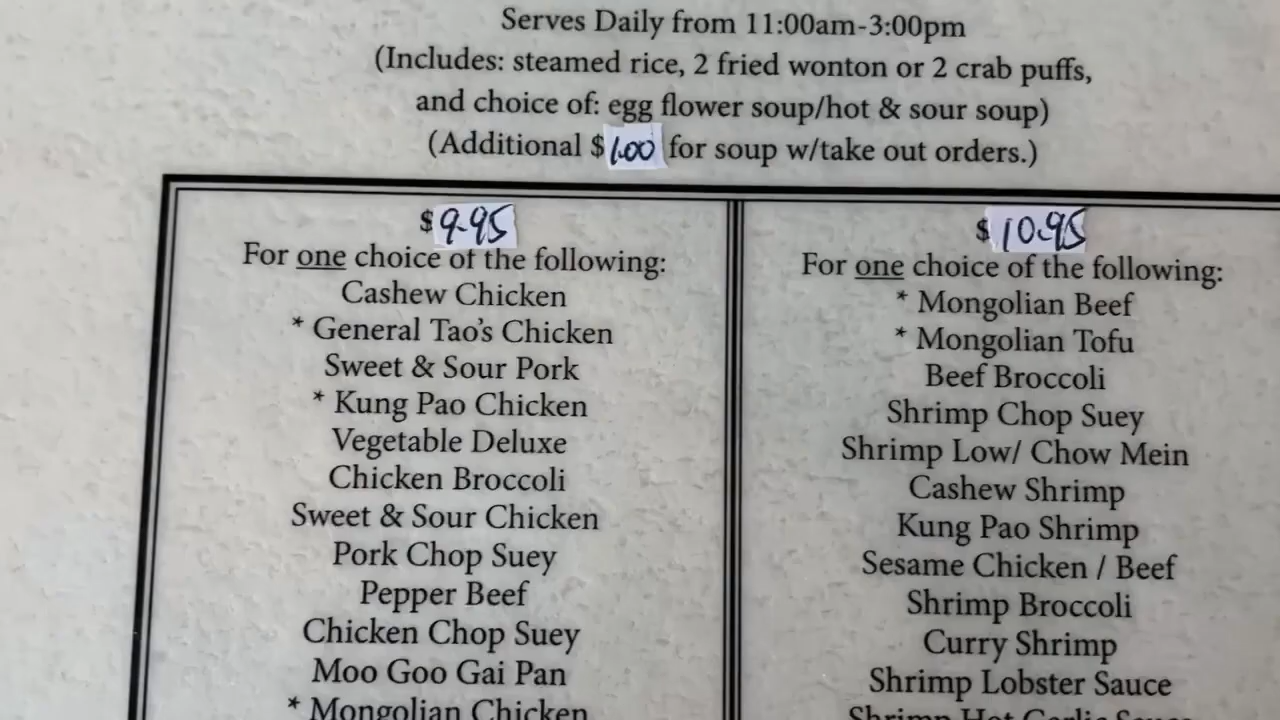 Serves Daily from 11:00am-3:00pm
(Includes: steamed rice, 2 fried wonton or 2 crab puffs,
and choice of: egg flower soup/hot & sour soup)
(Additional $1.00 for soup w/take out orders.)
$9.95
For one choice of the following:
Cashew Chicken
* General Tao's Chicken
Sweet & Sour Pork
* Kung Pao Chicken
Vegetable Deluxe
Chicken Broccoli
Sweet & Sour Chicken
Pork Chop Suey
Pepper Beef
Chicken Chop Suey
Moo Goo Gai Pan
* Mongolian Chicken
$10.95
For one choice of the following:
* Mongolian Beef
* Mongolian Tofu
Beef Broccoli
Shrimp Chop Suey
Shrimp Low/ Chow Mein
Cashew Shrimp
Kung Pao Shrimp
Sesame Chicken / Beef
Shrimp Broccoli
Curry Shrimp
Shrimp Lobster Sauce
Shrimp Hot Garlic Sauce